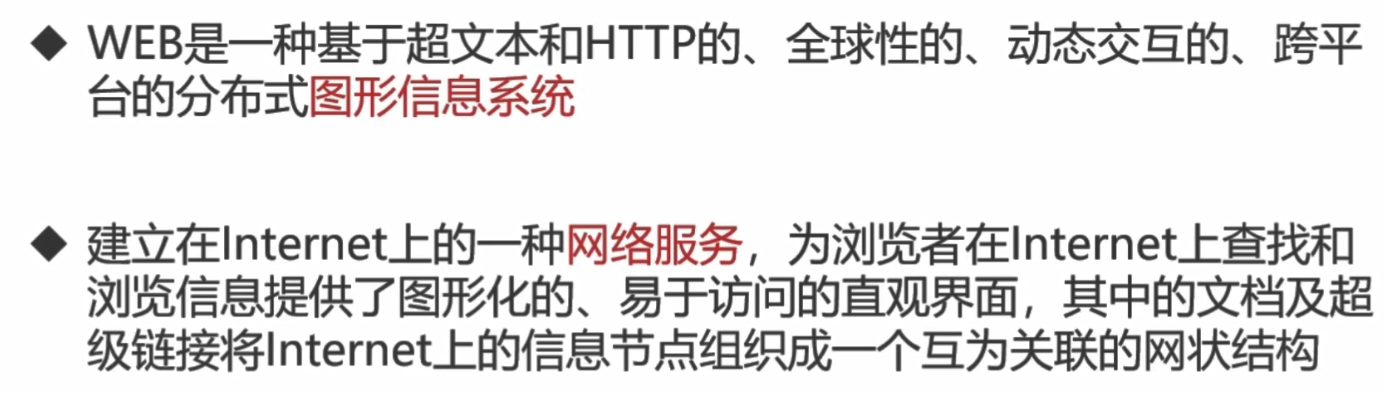 ◆ WEB是一种基于超文本和HTTP的、全球性的、动态交互的、跨平
台的分布式图形信息系统
◆ 建立在Internet上的一种网络服务，为浏览者在Internet上查找和
浏览信息提供了图形化的、易于访问的直观界面，其中的文档及超
级链接将Internet上的信息节点组织成一个互为关联的网状结构